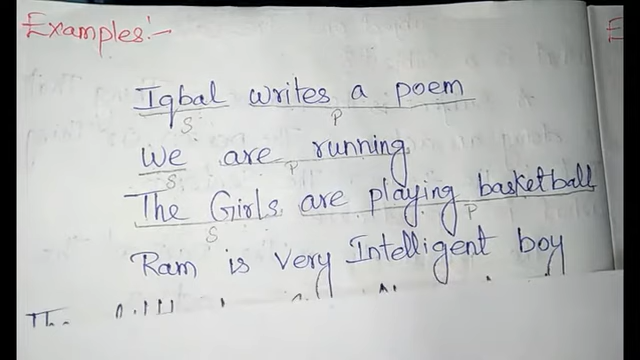 Examples:-
Iqbal writes a poem
S P
We are running
S P
The Girls are playing basketball
S P
Ram is very Intelligent boy